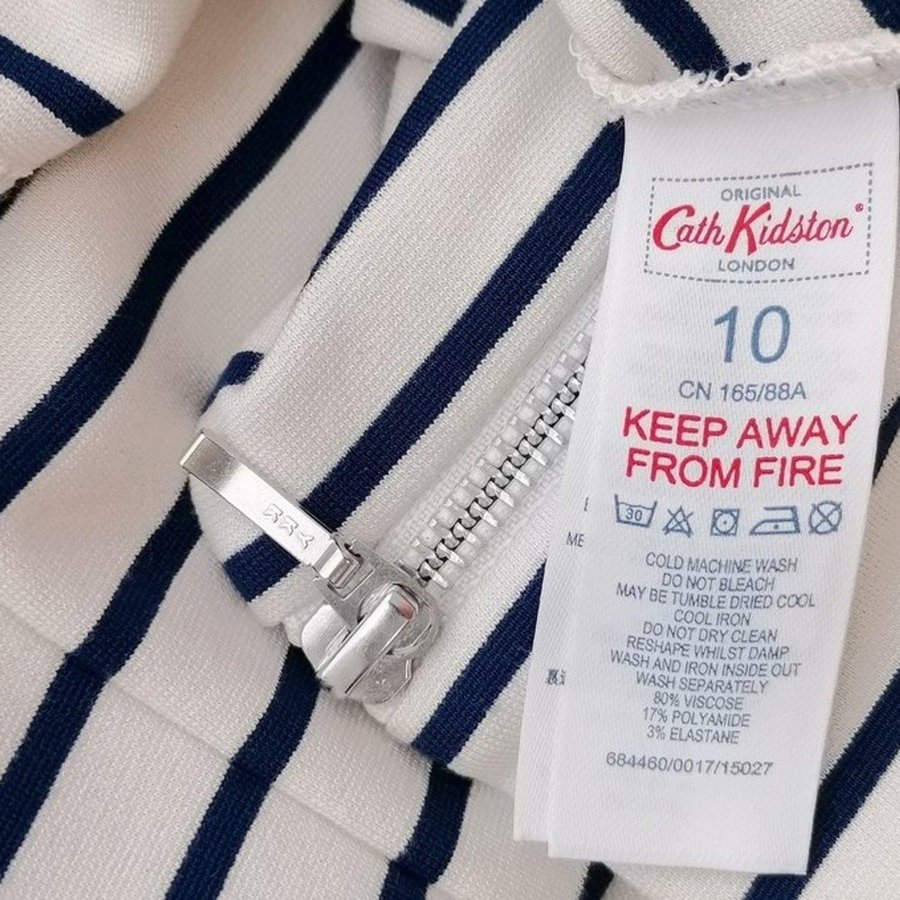 ORIGINAL
Cath Kidston®
LONDON
10
CN 165/88A
KEEP AWAY
FROM FIRE
30
COLD MACHINE WASH
DO NOT BLEACH
MAY BE TUMBLE DRIED COOL
COOL IRON
DO NOT DRY CLEAN
RESHAPE WHILST DAMP
WASH AND IRON INSIDE OUT
WASH SEPARATELY
80% VISCOSE
17% POLYAMIDE
3% ELASTANE
684460/0017/15027
ME